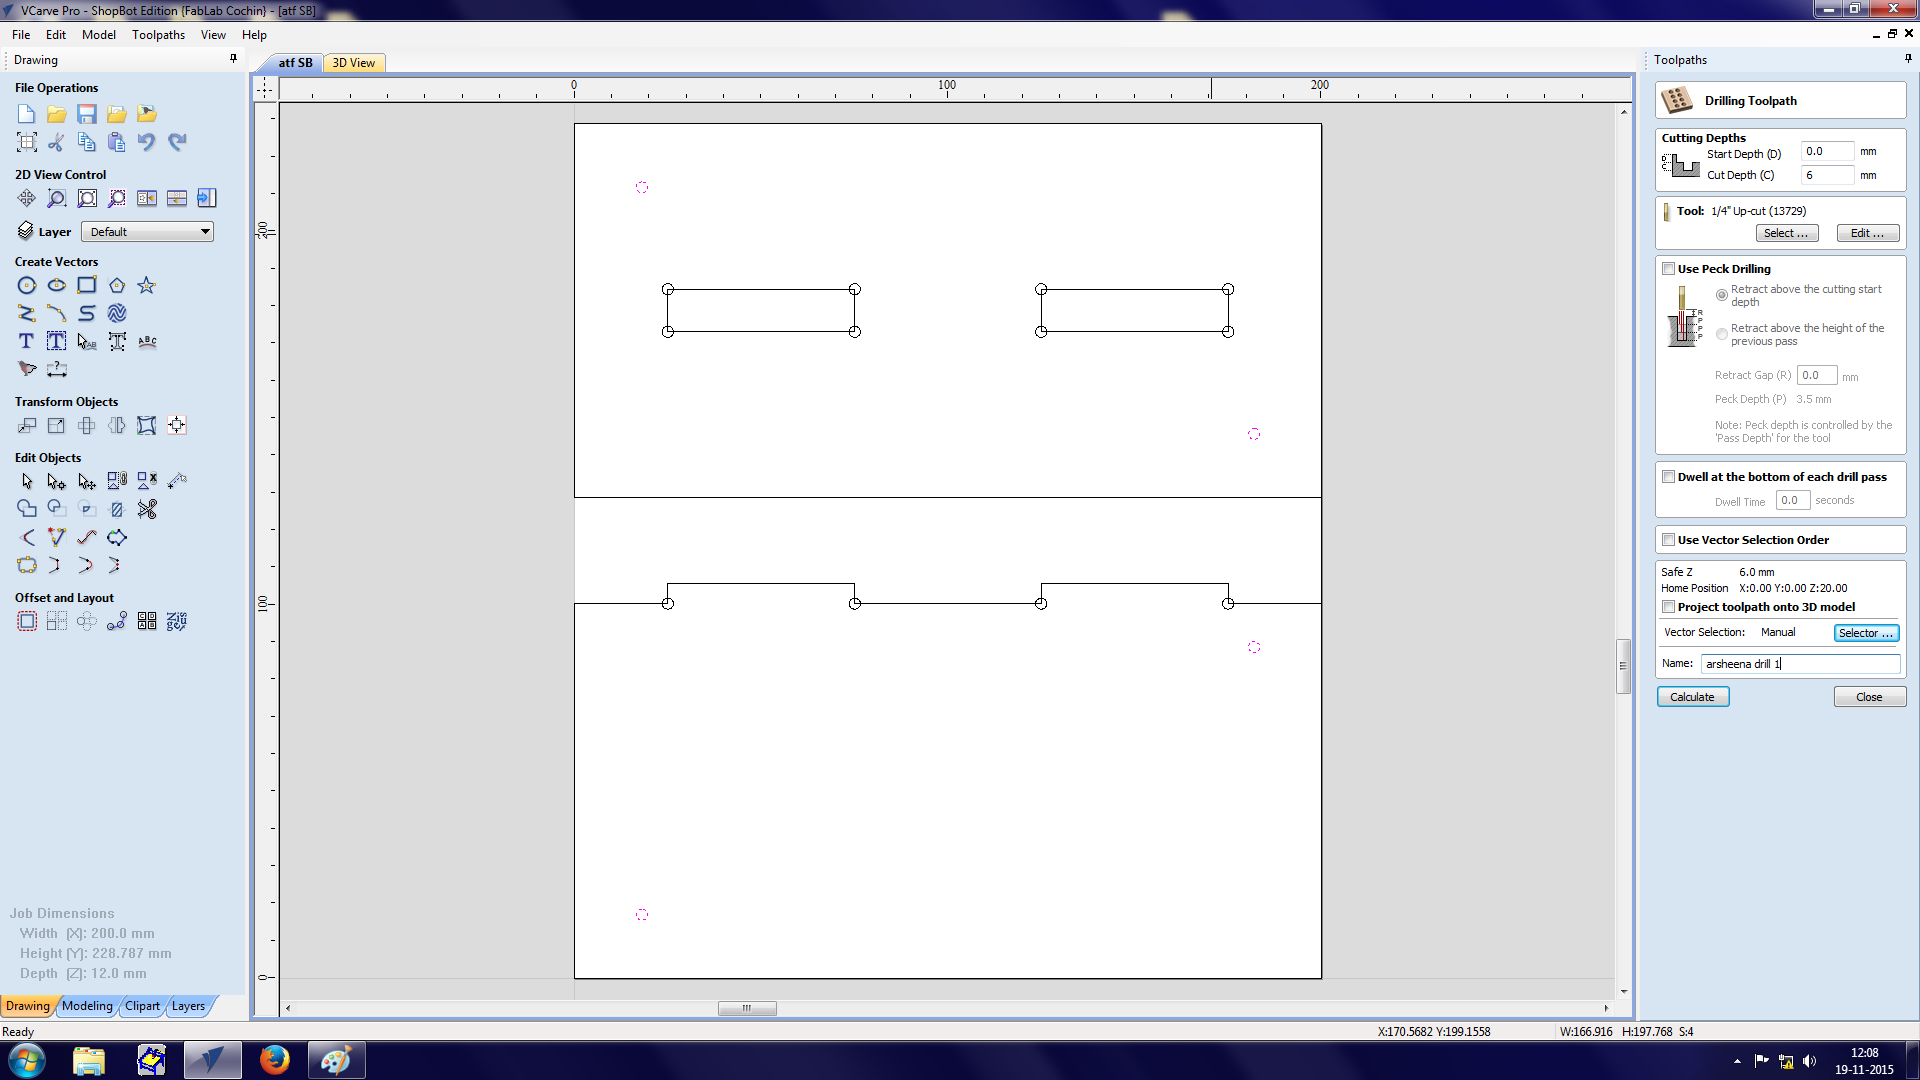 VCarve Pro - ShopBot Edition {FabLab Cochin} - [atf SB]
File Edit Model Toolpaths View Help
Drawing
File Operations
2D View Control
Layer Default
Create Vectors
Transform Objects
Edit Objects
Offset and Layout
Job Dimensions
Width (X): 200.0 mm
Height (Y): 228.787 mm
Depth (Z): 12.0 mm
Drawing Modeling Clipart Layers
Ready
atf SB 3D View
0 100 200
200
100
0
Toolpaths
Drilling Toolpath
Cutting Depths
Start Depth (D) 0.0 mm
Cut Depth (C) 6 mm
Tool: 1/4" Up-cut (13729)
Select ... Edit ...
Use Peck Drilling
Retract above the cutting start
depth
Retract above the height of the
previous pass
Retract Gap (R) 0.0 mm
Peck Depth (P) 3.5 mm
Note: Peck depth is controlled by the
'Pass Depth' for the tool
Dwell at the bottom of each drill pass
Dwell Time 0.0 seconds
Use Vector Selection Order
Safe Z 6.0 mm
Home Position X:0.00 Y:0.00 Z:20.00
Project toolpath onto 3D model
Vector Selection: Manual Selector ...
Name: arsheena drill 1
Calculate Close
X:170.5682 Y:199.1558 W:166.916 H:197.768 S:4
12:08
19-11-2015